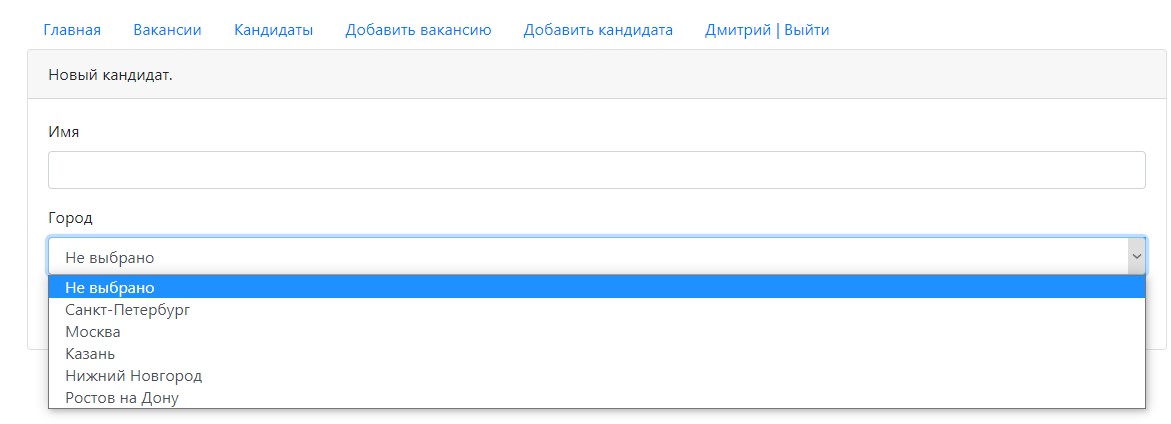 Главная Вакансии Кандидаты Добавить вакансию Добавить кандидата Дмитрий | Выйти
Новый кандидат.
Имя
Город
Не выбрано
Не выбрано
Санкт-Петербург
Москва
Казань
Нижний Новгород
Ростов на Дону